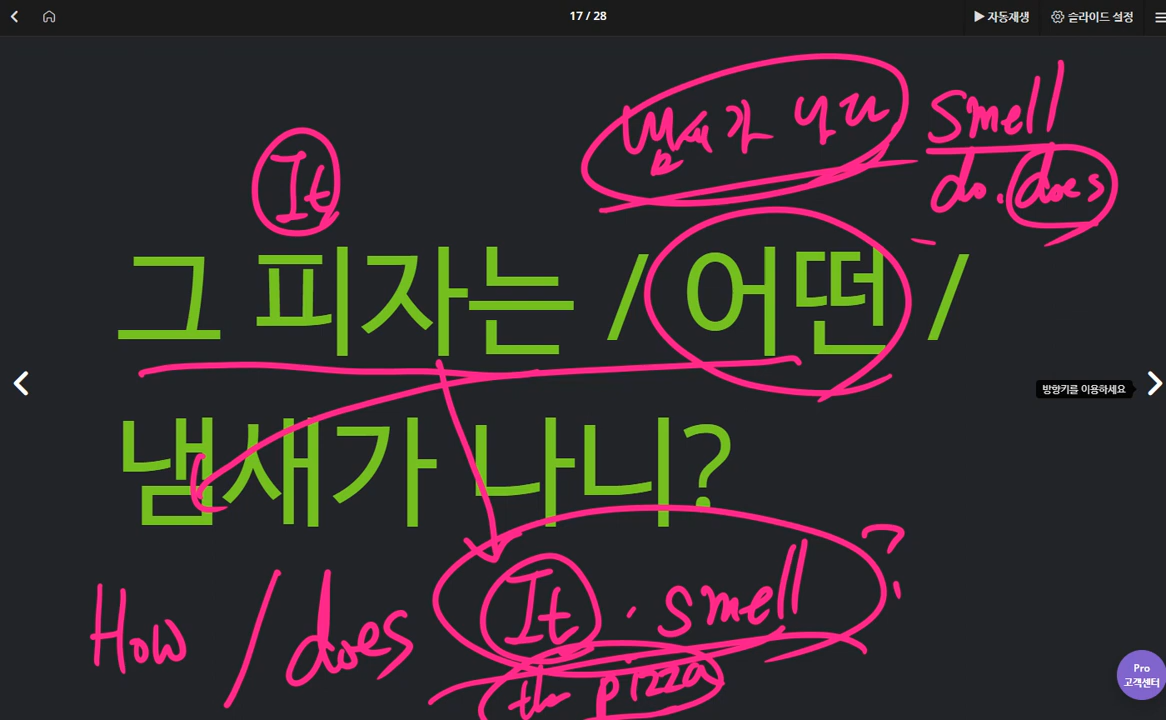 17 / 28
▶ 자동재생
슬라이드 설정
냄새가 나다
smell
do. does
It
그 피자는 / 어떤 /
방향키를 이용하세요
냄새가 나니?
How / does It smell ?
the pizza
Pro
고객센터